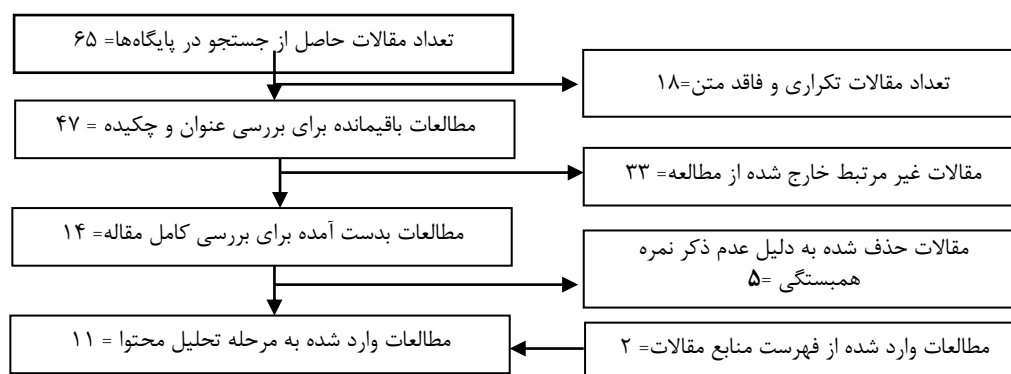 تعداد مقالات حاصل از جستجو در پایگاه‌ها= ۶۵
تعداد مقالات تکراری و فاقد متن=۱۸
مطالعات باقیمانده برای بررسی عنوان و چکیده = ۴۷
مقالات غیر مرتبط خارج شده از مطالعه= ۳۳
مطالعات بدست آمده برای بررسی کامل مقاله= ۱۴
مقالات حذف شده به دلیل عدم ذکر نمره
همبستگی =۵
مطالعات وارد شده به مرحله تحلیل محتوا = ۱۱
مطالعات وارد شده از فهرست منابع مقالات= ۲